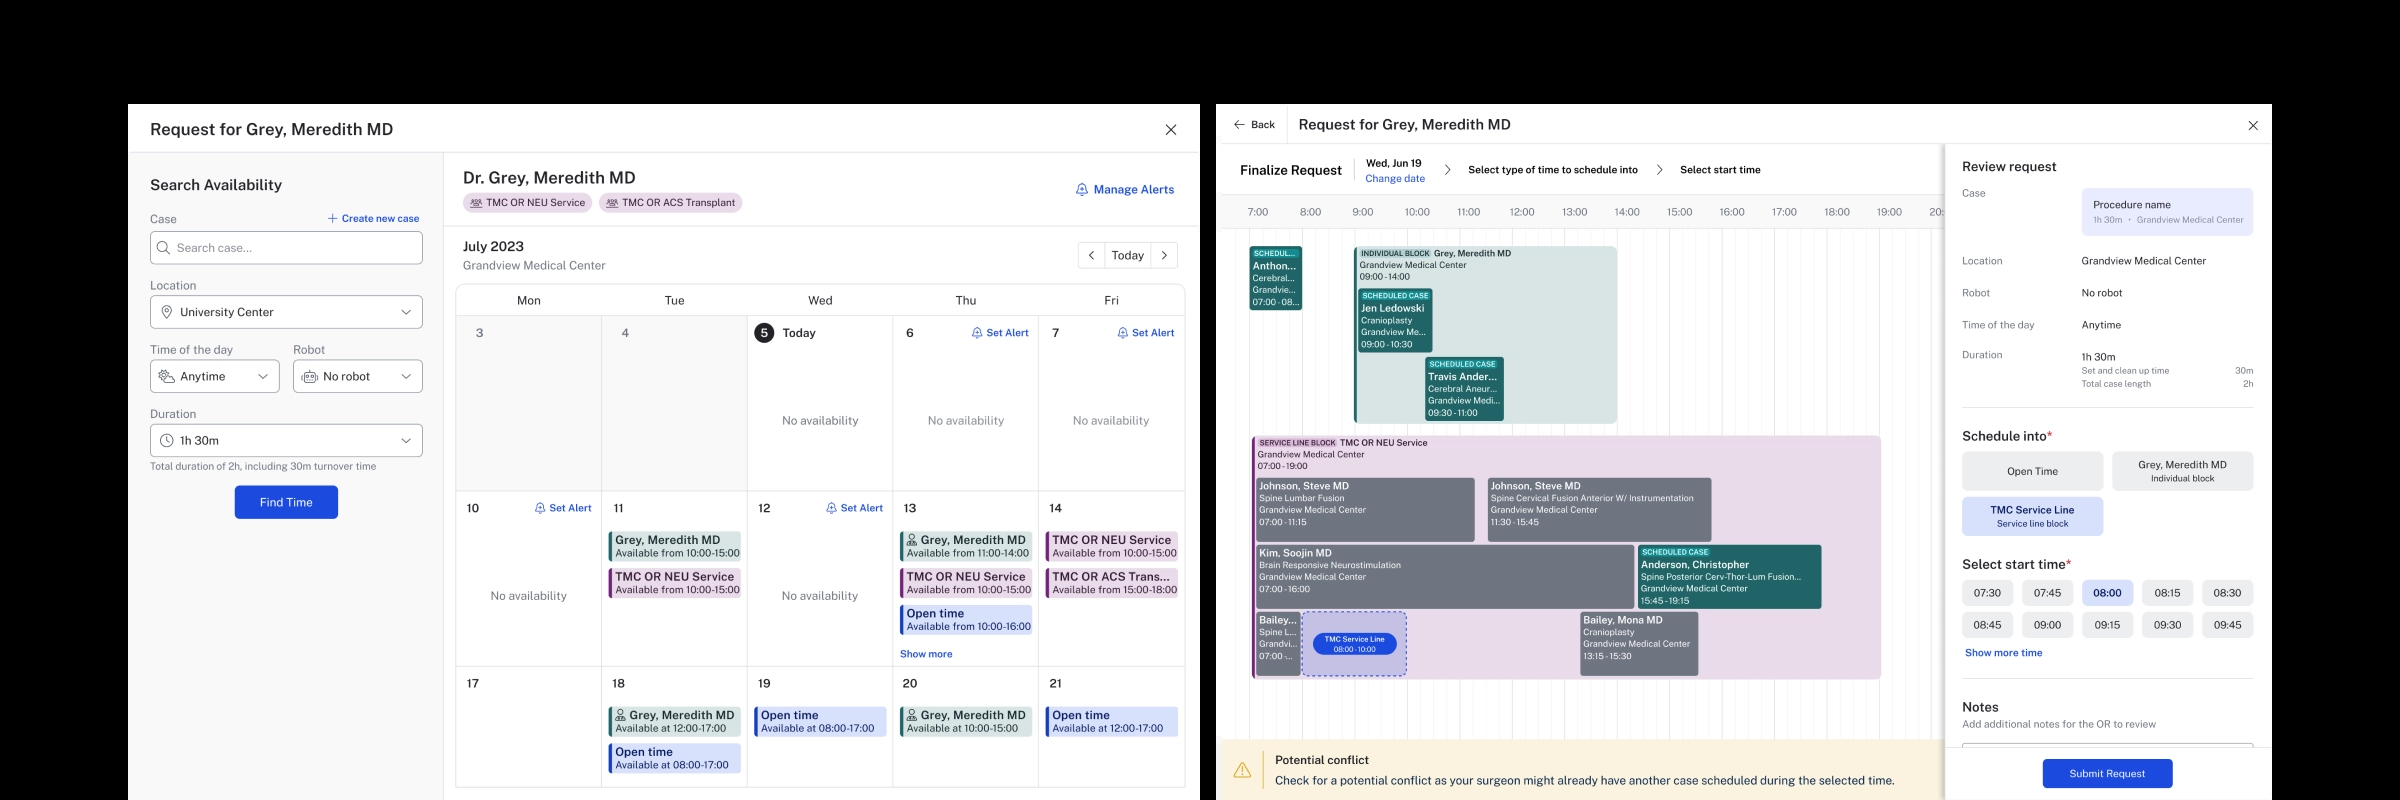 Request for Grey, Meredith MD
Search Availability
Case
Create new case
Search case...
Location
University Center
Time of the day
Robot
Anytime
No robot
Duration
1h 30m
Total duration of 2h, including 30m turnover time
Find Time
Dr. Grey, Meredith MD
TMC OR NEU Service
TMC OR ACS Transplant
Manage Alerts
July 2023
Grandview Medical Center
Today
Mon
Tue
Wed
Thu
Fri
3
4
5 Today
No availability
6
Set Alert
No availability
7
Set Alert
No availability
10
Set Alert
No availability
11
Grey, Meredith MD
Available from 10:00-15:00
TMC OR NEU Service
Available from 10:00-15:00
12
Set Alert
No availability
13
Grey, Meredith MD
Available from 11:00-14:00
TMC OR NEU Service
Available from 10:00-15:00
Open time
Available from 10:00-16:00
Show more
14
TMC OR NEU Service
Available from 10:00-15:00
TMC OR ACS Trans...
Available from 15:00-18:00
17
18
Grey, Meredith MD
Available at 12:00-17:00
Open time
Available at 08:00-17:00
19
Open time
Available at 08:00-17:00
20
Grey, Meredith MD
Available at 10:00-15:00
21
Open time
Available at 12:00-17:00
Back
Request for Grey, Meredith MD
Finalize Request
Wed, Jun 19
Change date
Select type of time to schedule into
Select start time
7:00 8:00 9:00 10:00 11:00 12:00 13:00 14:00 15:00 16:00 17:00 18:00 19:00 20:
SCHEDUL...
Anthon...
Cerebral...
Grandvie...
07:00 - 08...
INDIVIDUAL BLOCK Grey, Meredith MD
Grandview Medical Center
09:00 - 14:00
SCHEDULED CASE
Jen Ledowski
Cranioplasty
Grandview Me...
09:00 - 10:30
SCHEDULED CASE
Travis Ander...
Cerebral Aneur...
Grandview Medi...
09:30 - 11:00
SERVICE LINE BLOCK TMC OR NEU Service
Grandview Medical Center
07:00 - 19:00
Johnson, Steve MD
Spine Lumbar Fusion
Grandview Medical Center
07:00 - 11:15
Johnson, Steve MD
Spine Cervical Fusion Anterior W/ Instrumentation
Grandview Medical Center
11:30 - 15:45
Kim, Soojin MD
Brain Responsive Neurostimulation
Grandview Medical Center
07:00 - 16:00
SCHEDULED CASE
Anderson, Christopher
Spine Posterior Cerv-Thor-Lum Fusion...
Grandview Medical Center
15:45 - 19:15
Bailey...
Spine L...
Grandvi...
07:00 -...
TMC Service Line
08:00 - 10:00
Bailey, Mona MD
Cranioplasty
Grandview Medical Center
13:15 - 15:30
Potential conflict
Check for a potential conflict as your surgeon might already have another case scheduled during the selected time.
Review request
Case
Procedure name
1h 30m • Grandview Medical Center
Location
Grandview Medical Center
Robot
No robot
Time of the day
Anytime
Duration
1h 30m
Set and clean up time 30m
Total case length 2h
Schedule into*
Open Time
Grey, Meredith MD
Individual block
TMC Service Line
Service line block
Select start time*
07:30 07:45 08:00 08:15 08:30
08:45 09:00 09:15 09:30 09:45
Show more time
Notes
Add additional notes for the OR to review
Submit Request